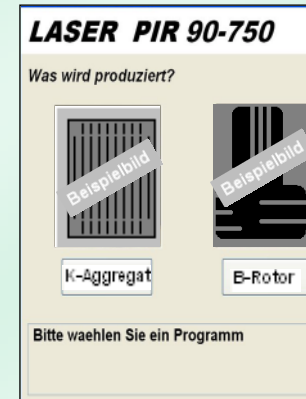 LASER PIR 90-750
Was wird produziert?
Beispielbild
Beispielbild
K-Aggregat
B-Rotor
Bitte waehlen Sie ein Programm